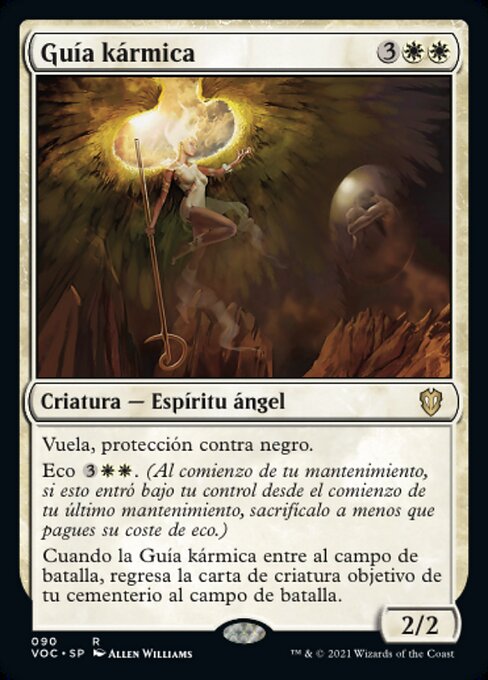 Guía kármica 3
Criatura — Espíritu ángel
Vuela, protección contra negro.
Eco 3. (Al comienzo de tu mantenimiento,
si esto entró bajo tu control desde el comienzo de
tu último mantenimiento, sacrifícalo a menos que
pagues su coste de eco.)
Cuando la Guía kármica entre al campo de
batalla, regresa la carta de criatura objetivo de
tu cementerio al campo de batalla.
2/2
090 R
VOC • SP ALLEN WILLIAMS
™ & © 2021 Wizards of the Coast